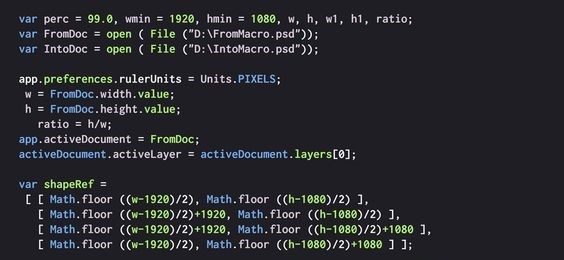 var perc = 99.0, wmin = 1920, hmin = 1080, w, h, w1, h1, ratio;
var FromDoc = open ( File ("D:\FromMacro.psd"));
var IntoDoc = open ( File ("D:\IntoMacro.psd"));
app.preferences.rulerUnits = Units.PIXELS;
w = FromDoc.width.value;
h = FromDoc.height.value;
ratio = h/w;
app.activeDocument = FromDoc;
activeDocument.activeLayer = activeDocument.layers[0];
var shapeRef =
[ [ Math.floor ((w-1920)/2), Math.floor ((h-1080)/2) ],
[ Math.floor ((w-1920)/2)+1920, Math.floor ((h-1080)/2) ],
[ Math.floor ((w-1920)/2)+1920, Math.floor ((h-1080)/2)+1080 ],
[ Math.floor ((w-1920)/2), Math.floor ((h-1080)/2)+1080 ] ];